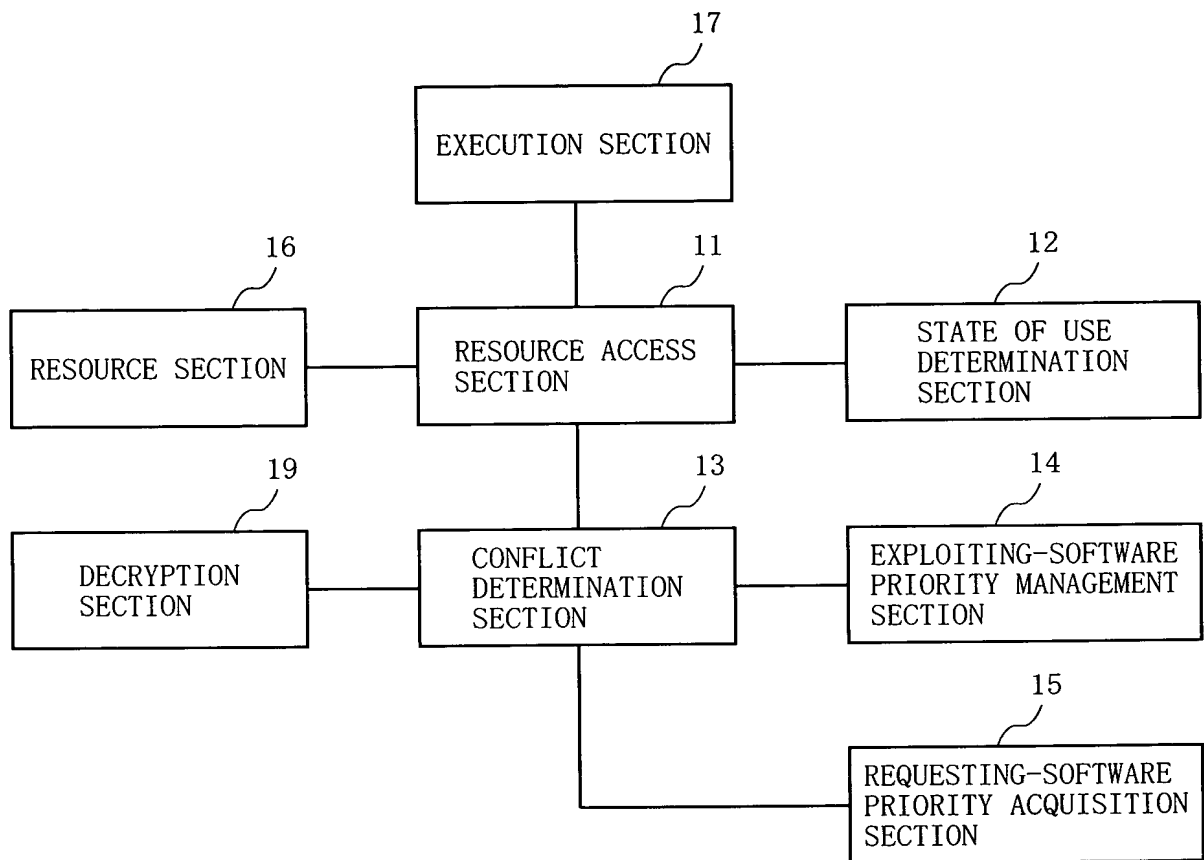 17
EXECUTION SECTION
16
11
12
RESOURCE SECTION
RESOURCE ACCESS
SECTION
STATE OF USE
DETERMINATION
SECTION
19
13
14
DECRYPTION
SECTION
CONFLICT
DETERMINATION
SECTION
EXPLOITING-SOFTWARE
PRIORITY MANAGEMENT
SECTION
15
REQUESTING-SOFTWARE
PRIORITY ACQUISITION
SECTION